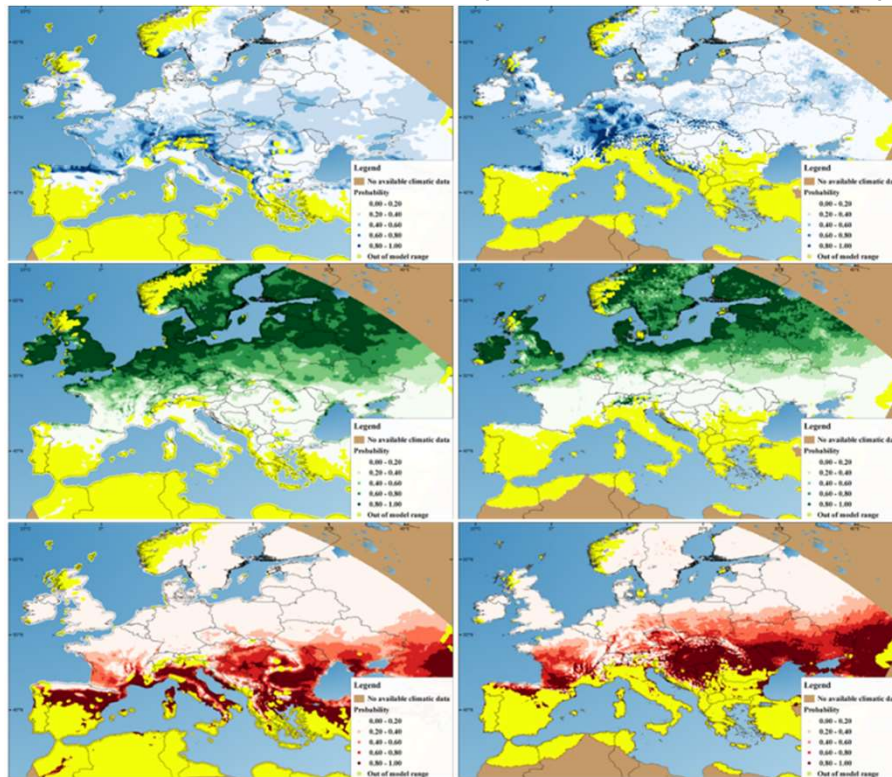 Legend
No available climatic data
Probability
0.00 - 0.20
0.20 - 0.40
0.40 - 0.60
0.60 - 0.80
0.80 - 1.00
Out of model range
Legend
No available climatic data
Probability
0.00 - 0.20
0.20 - 0.40
0.40 - 0.60
0.60 - 0.80
0.80 - 1.00
Out of model range
Legend
No available climatic data
Probability
0.00 - 0.20
0.20 - 0.40
0.40 - 0.60
0.60 - 0.80
0.80 - 1.00
Out of model range
Legend
No available climatic data
Probability
0.00 - 0.20
0.20 - 0.40
0.40 - 0.60
0.60 - 0.80
0.80 - 1.00
Out of model range
Legend
No available climatic data
Probability
0.00 - 0.20
0.20 - 0.40
0.40 - 0.60
0.60 - 0.80
0.80 - 1.00
Out of model range
Legend
No available climatic data
Probability
0.00 - 0.20
0.20 - 0.40
0.40 - 0.60
0.60 - 0.80
0.80 - 1.00
Out of model range